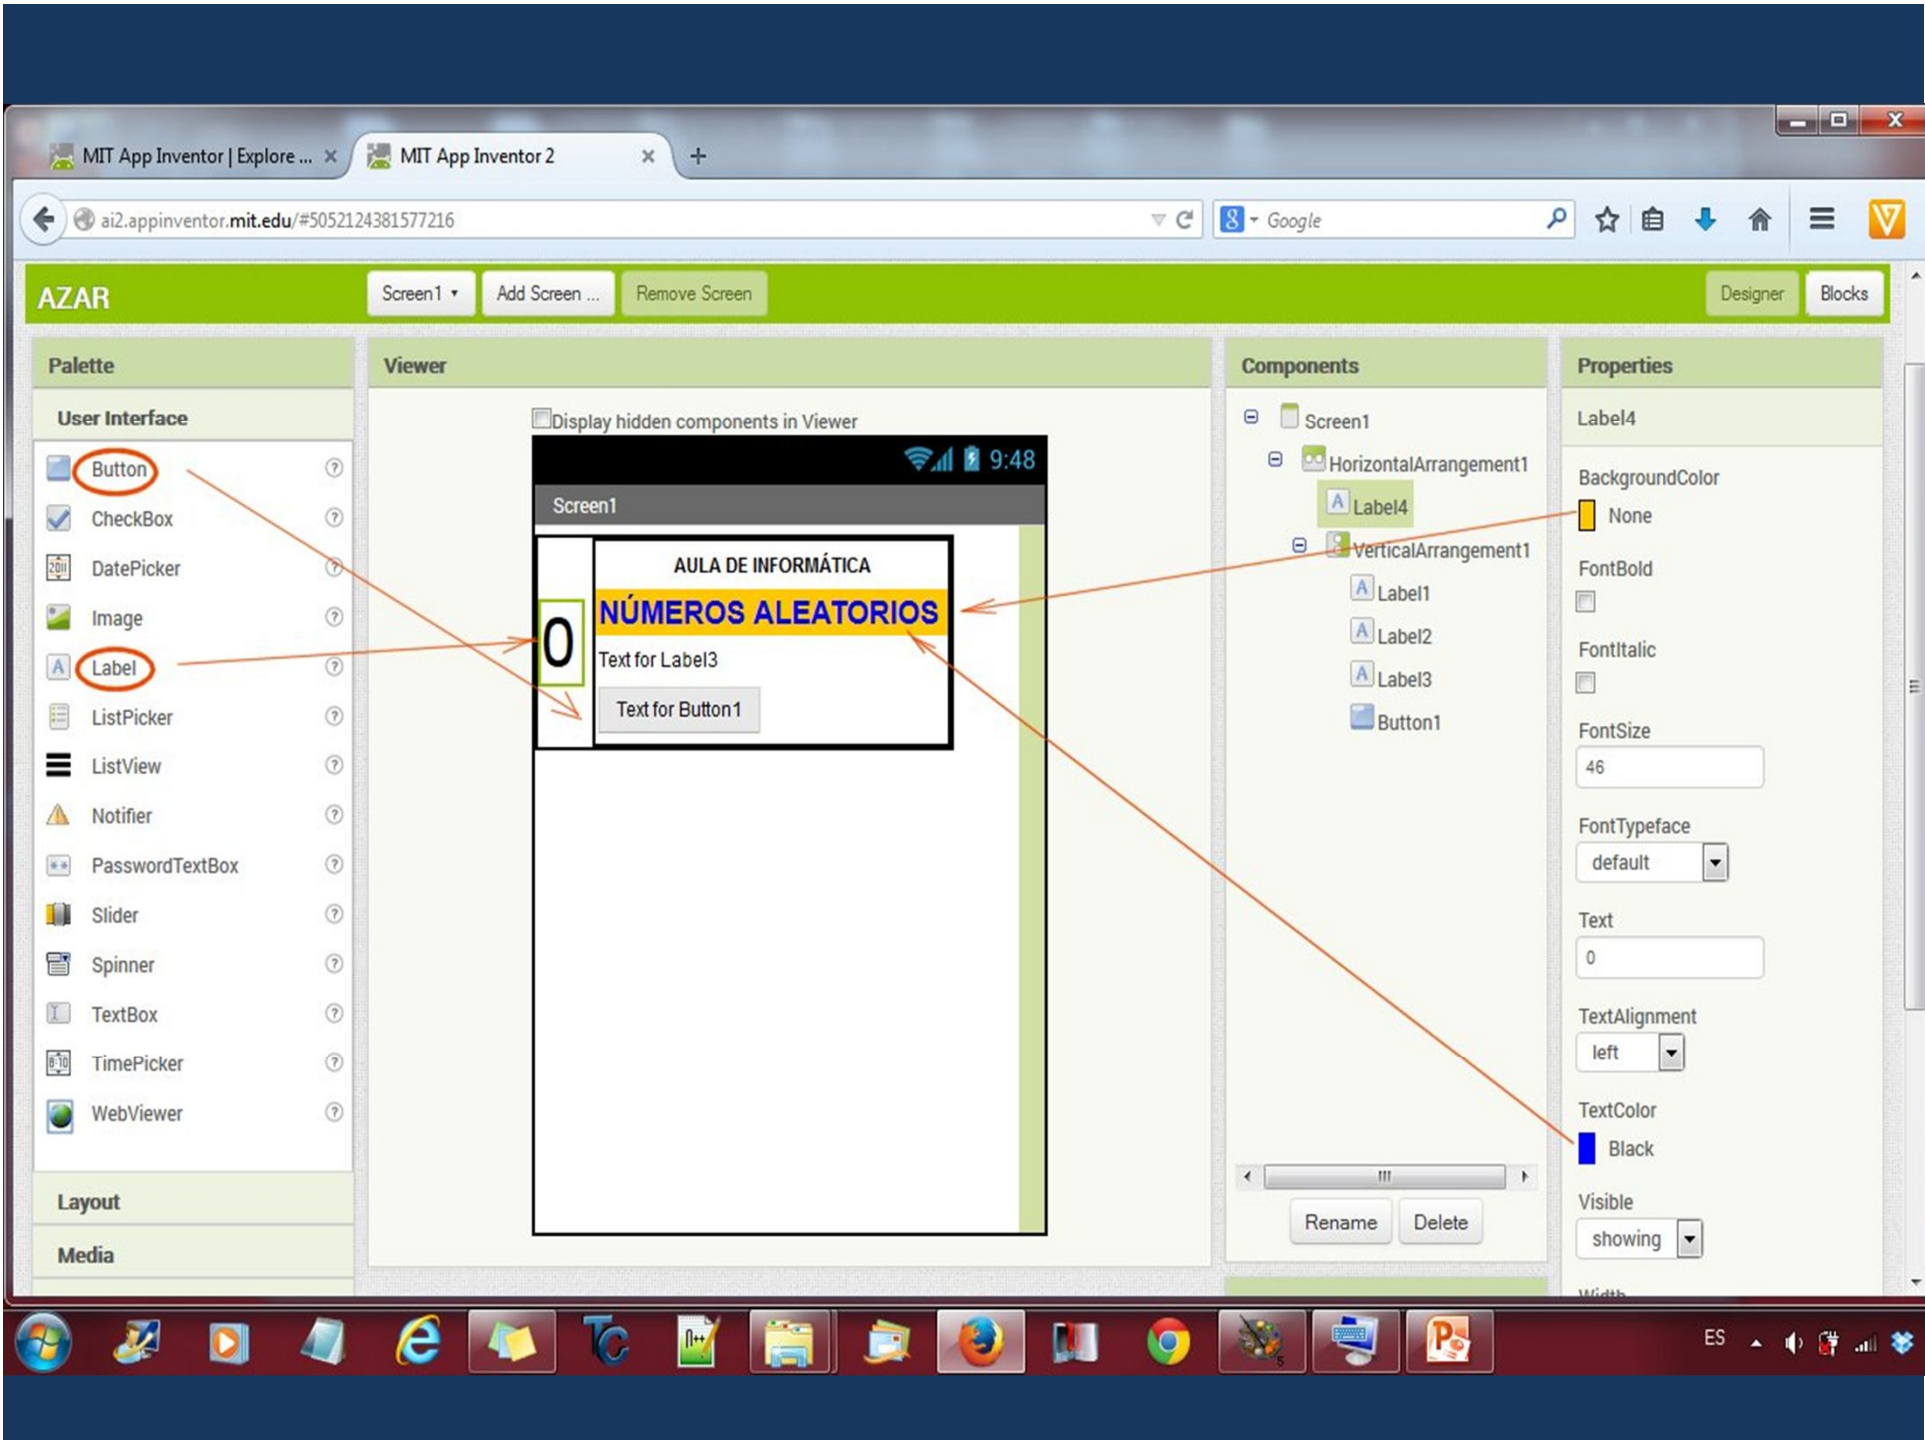 MIT App Inventor | Explore ...
MIT App Inventor 2
ai2.appinventor.mit.edu/#5052124381577216
Google
AZAR
Screen1
Add Screen ...
Remove Screen
Designer
Blocks
Palette
User Interface
Button
CheckBox
DatePicker
Image
Label
ListPicker
ListView
Notifier
PasswordTextBox
Slider
Spinner
TextBox
TimePicker
WebViewer
Layout
Media
Viewer
Display hidden components in Viewer
9:48
Screen1
0
AULA DE INFORMÁTICA
NÚMEROS ALEATORIOS
Text for Label3
Text for Button1
Components
Screen1
HorizontalArrangement1
Label4
VerticalArrangement1
Label1
Label2
Label3
Button1
Rename
Delete
Properties
Label4
BackgroundColor
None
FontBold
FontItalic
FontSize
46
FontTypeface
default
Text
0
TextAlignment
left
TextColor
Black
Visible
showing
Width
ES